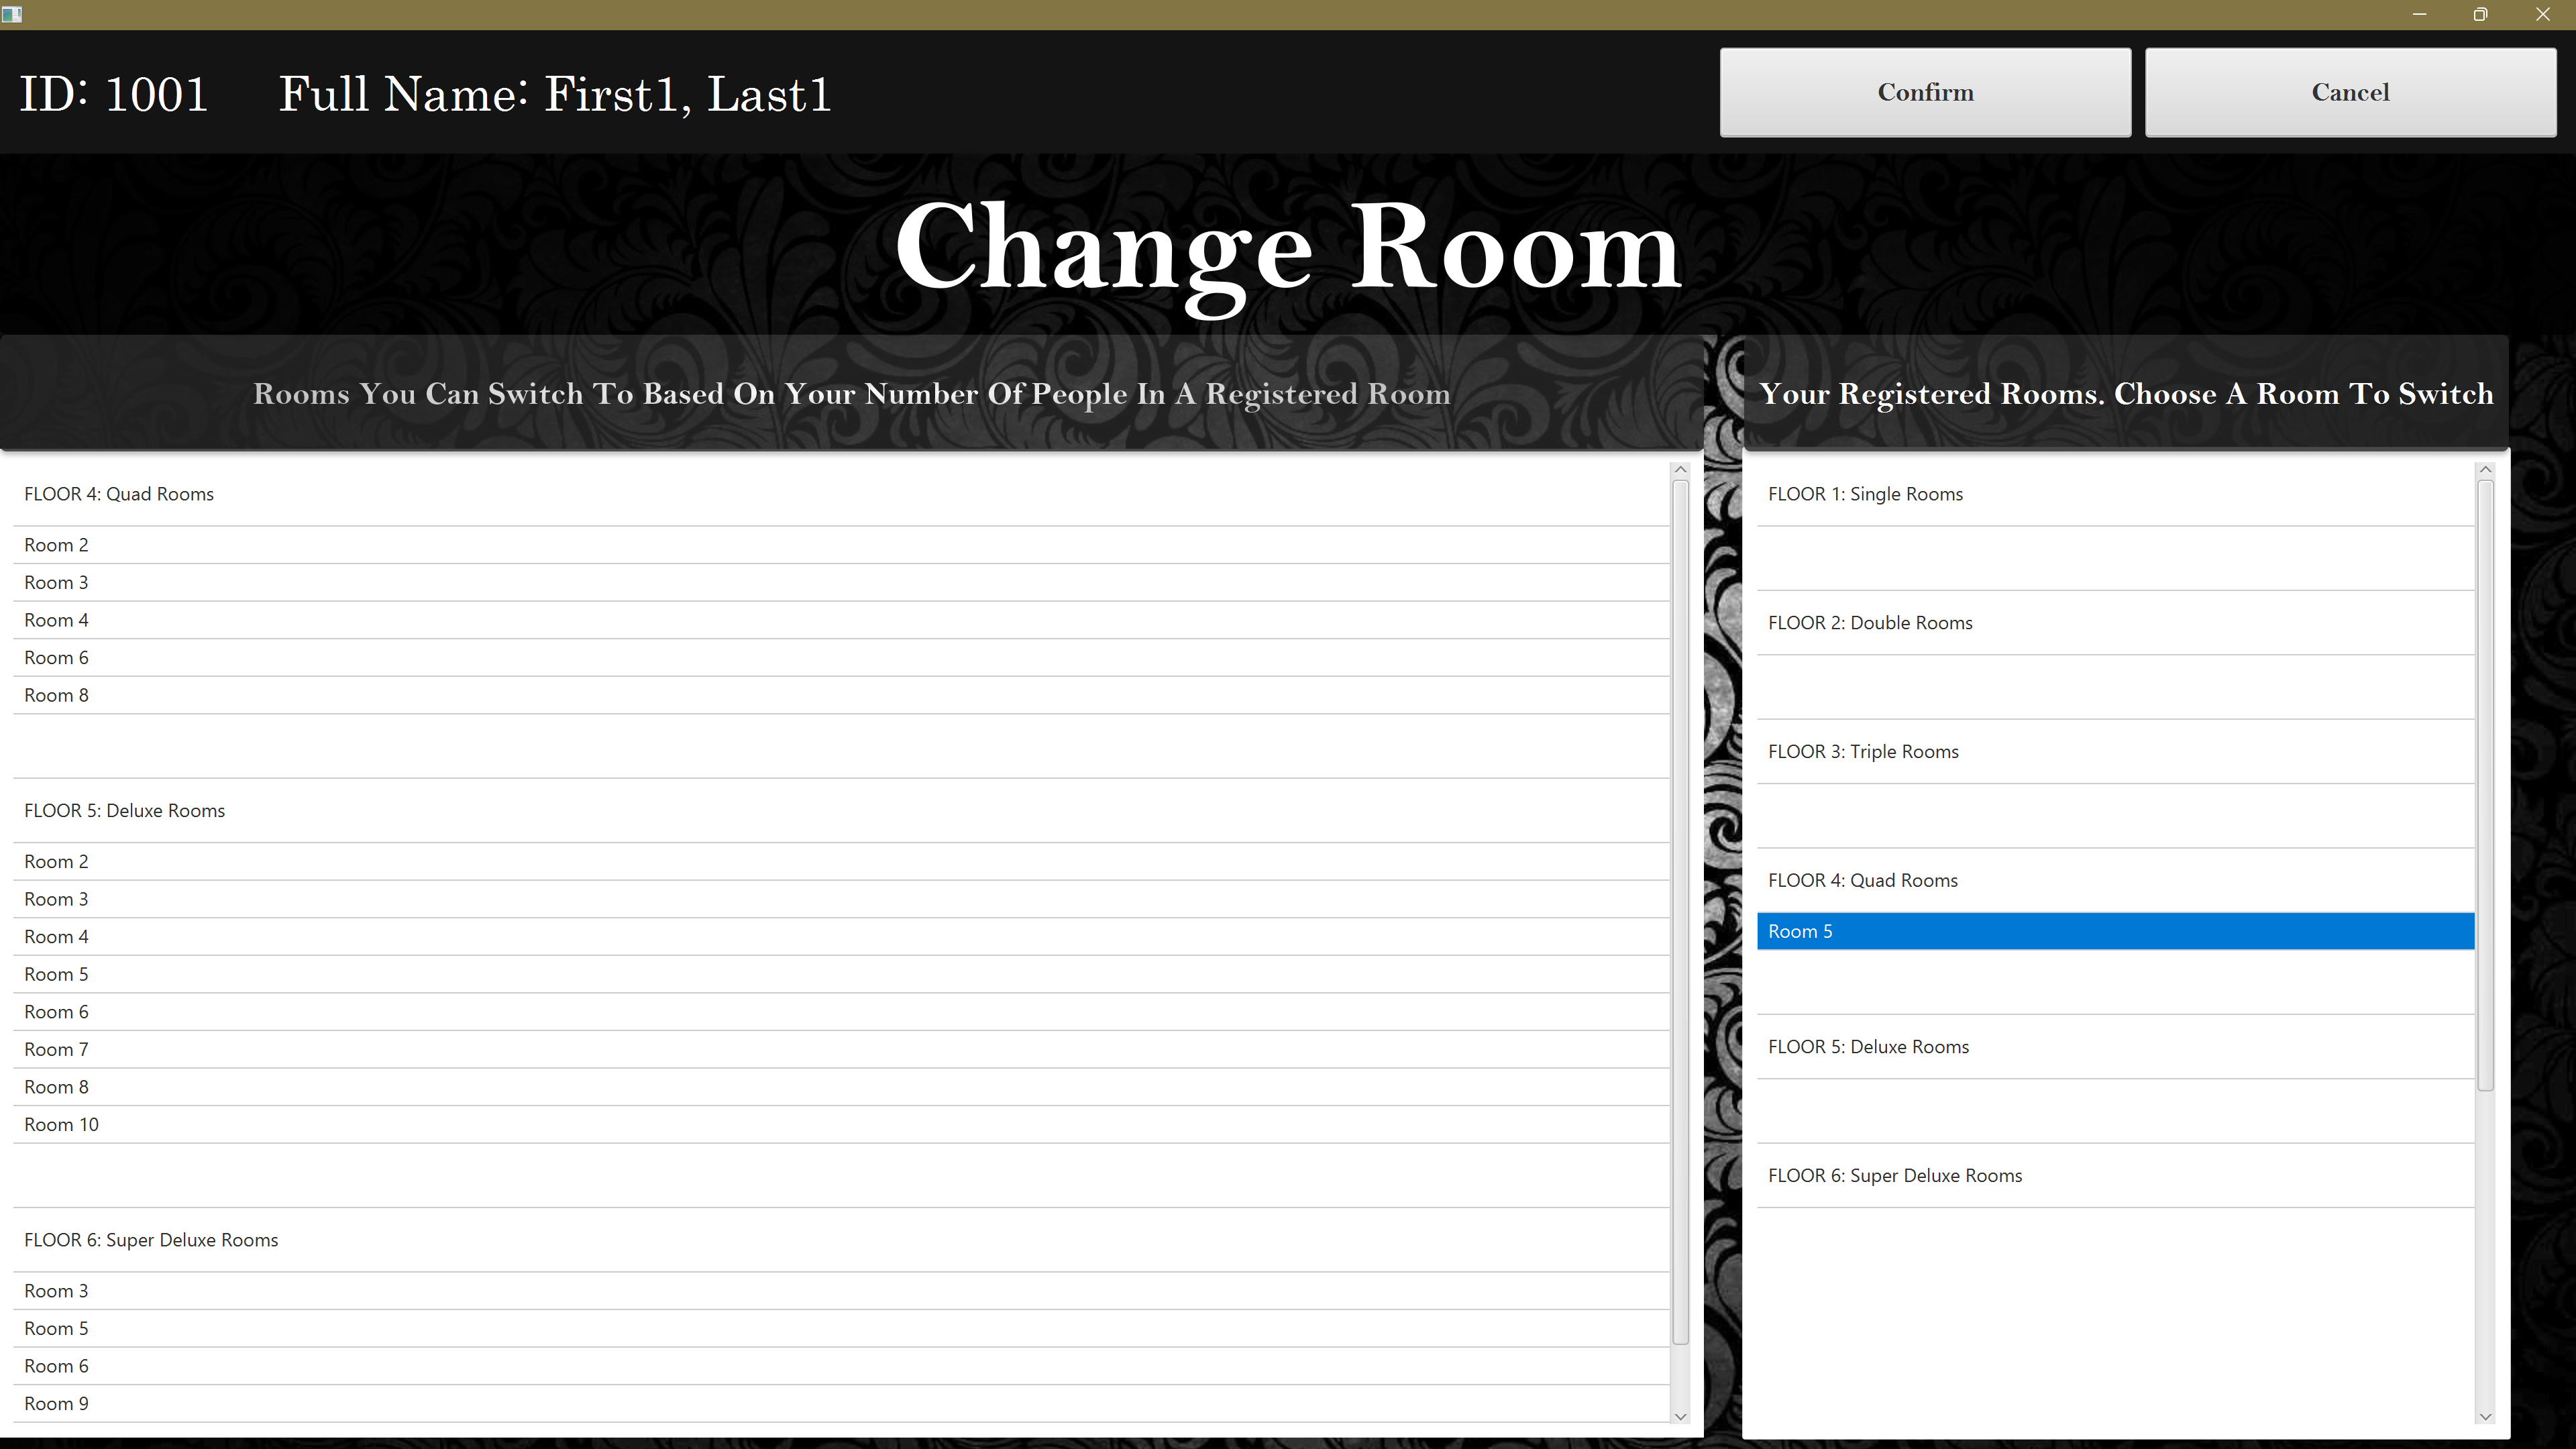 ID: 1001 Full Name: First1, Last1
Confirm
Cancel
Change Room
Rooms You Can Switch To Based On Your Number Of People In A Registered Room
FLOOR 4: Quad Rooms
Room 2
Room 3
Room 4
Room 6
Room 8
FLOOR 5: Deluxe Rooms
Room 2
Room 3
Room 4
Room 5
Room 6
Room 7
Room 8
Room 10
FLOOR 6: Super Deluxe Rooms
Room 3
Room 5
Room 6
Room 9
Your Registered Rooms. Choose A Room To Switch
FLOOR 1: Single Rooms
FLOOR 2: Double Rooms
FLOOR 3: Triple Rooms
FLOOR 4: Quad Rooms
Room 5
FLOOR 5: Deluxe Rooms
FLOOR 6: Super Deluxe Rooms